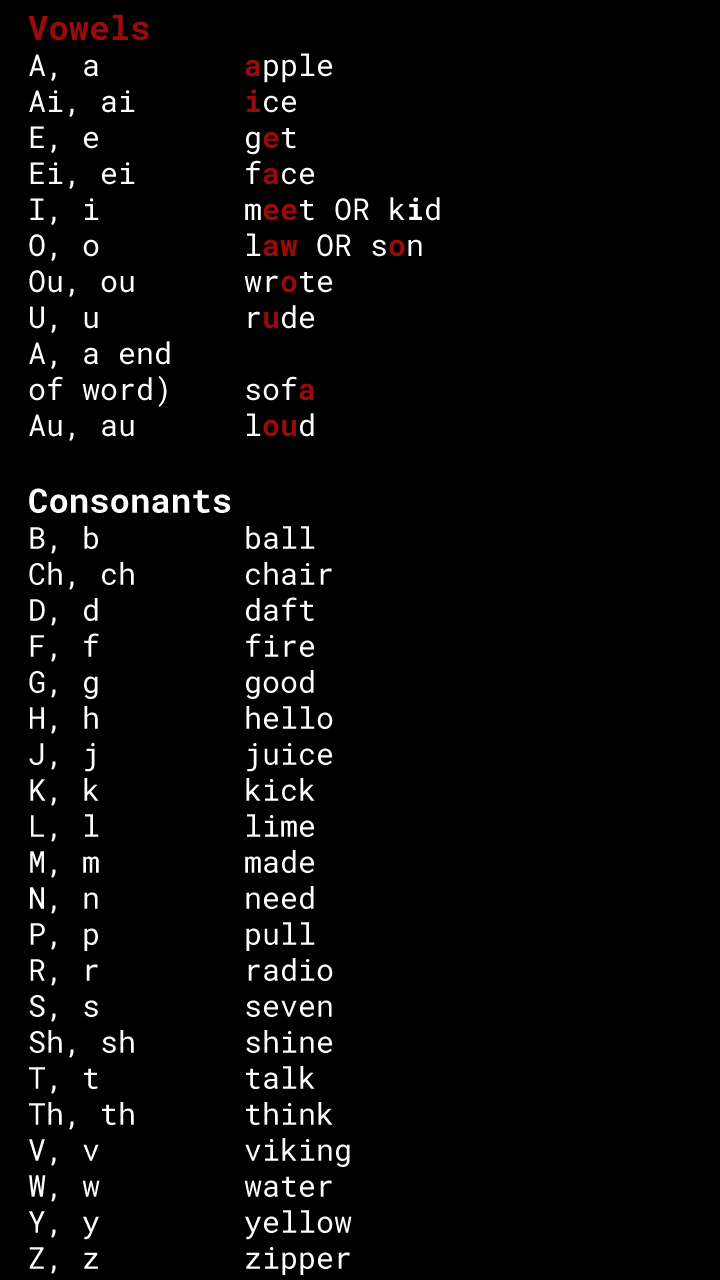 Vowels
A, a apple
Ai, ai ice
E, e get
Ei, ei face
I, i meet OR kid
O, o law OR son
Ou, ou wrote
U, u rude
A, a end
of word) sofa
Au, au loud
Consonants
B, b ball
Ch, ch chair
D, d daft
F, f fire
G, g good
H, h hello
J, j juice
K, k kick
L, l lime
M, m made
N, n need
P, p pull
R, r radio
S, s seven
Sh, sh shine
T, t talk
Th, th think
V, v viking
W, w water
Y, y yellow
Z, z zipper